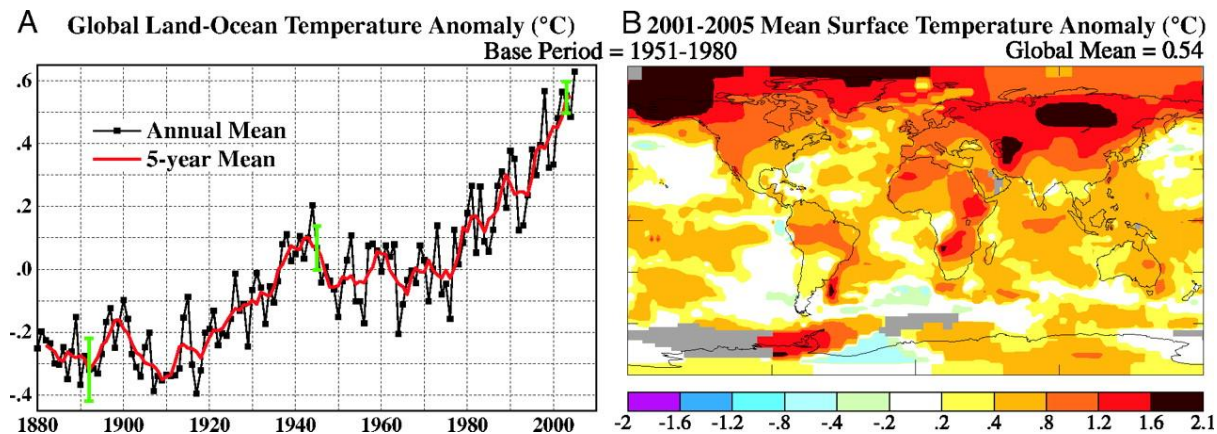 A Global Land-Ocean Temperature Anomaly (°C)
B 2001-2005 Mean Surface Temperature Anomaly (°C)
Base Period = 1951-1980
Global Mean = 0.54
.6
.4
.2
.0
-.2
-.4
Annual Mean
5-year Mean
1880 1900 1920 1940 1960 1980 2000
-2 -1.6 -1.2 -.8 -.4 -.2 .2 .4 .8 1.2 1.6 2.1